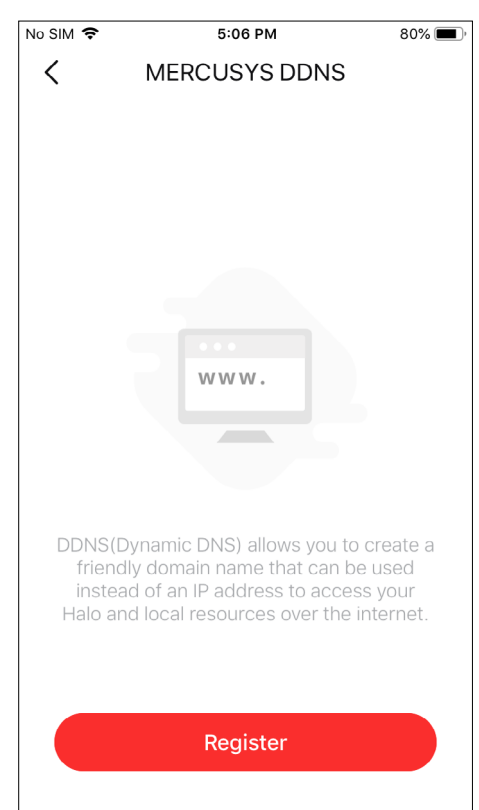 No SIM 5:06 PM 80%
MERCUSYS DDNS
www.
DDNS(Dynamic DNS) allows you to create a
friendly domain name that can be used
instead of an IP address to access your
Halo and local resources over the internet.
Register